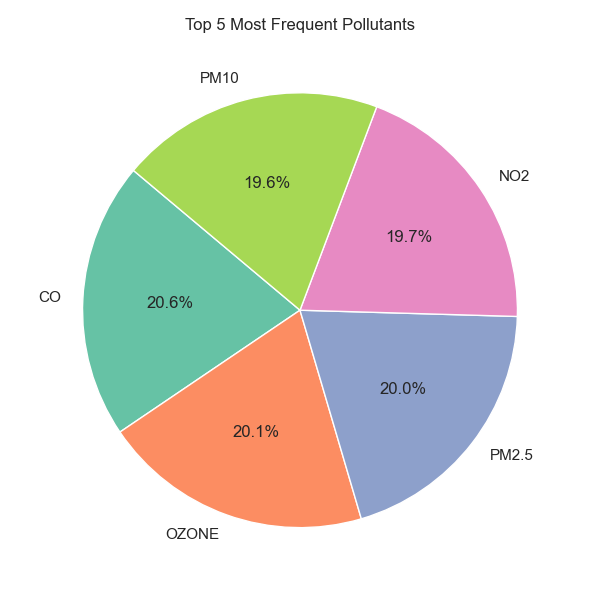 Top 5 Most Frequent Pollutants
PM10
NO2
19.6%
19.7%
CO
20.6%
20.1%
20.0%
PM2.5
OZONE